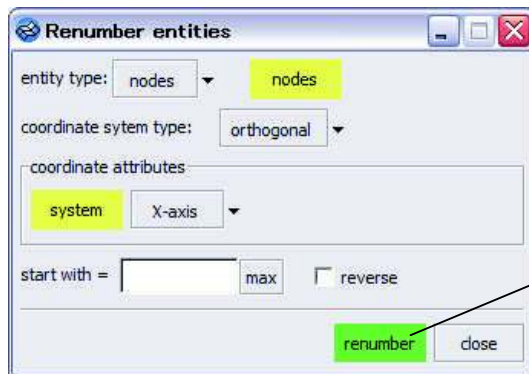 Renumber entities
entity type: nodes nodes
coordinate sytem type: orthogonal
coordinate attributes
system X-axis
start with = max reverse
renumber close